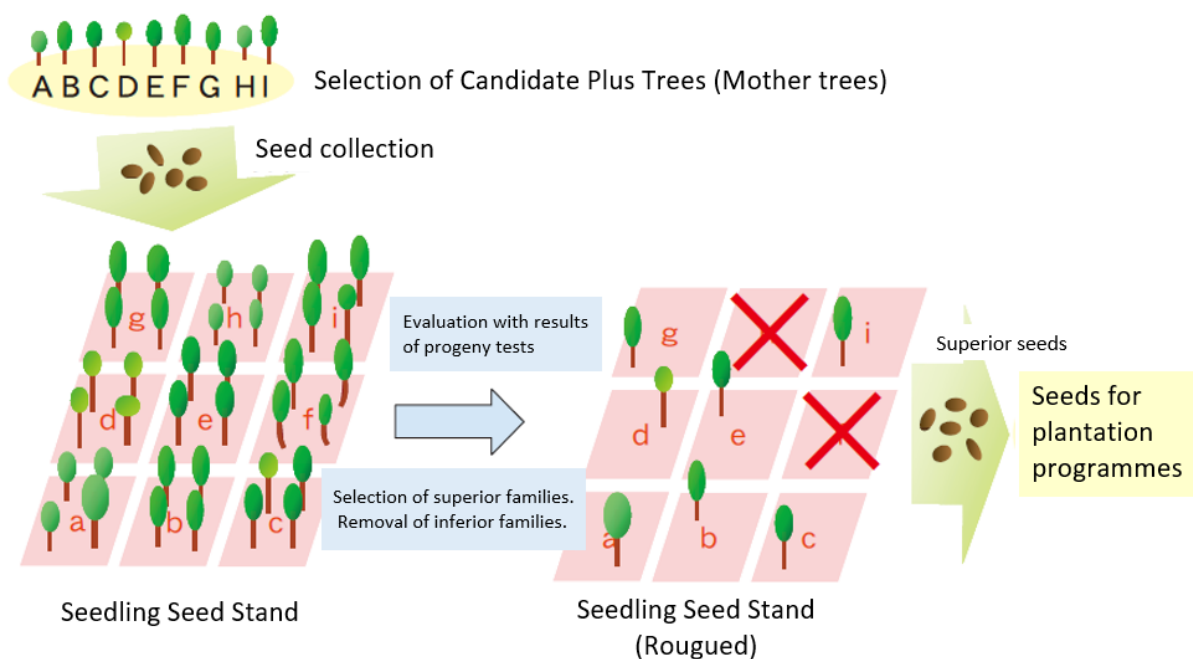 A B C D E F G H I
Selection of Candidate Plus Trees (Mother trees)
Seed collection
g h i
d e f
a b c
Seedling Seed Stand
Evaluation with results
of progeny tests
Selection of superior families.
Removal of inferior families.
g i
d e
a b c
Seedling Seed Stand
(Rougued)
Superior seeds
Seeds for
plantation
programmes